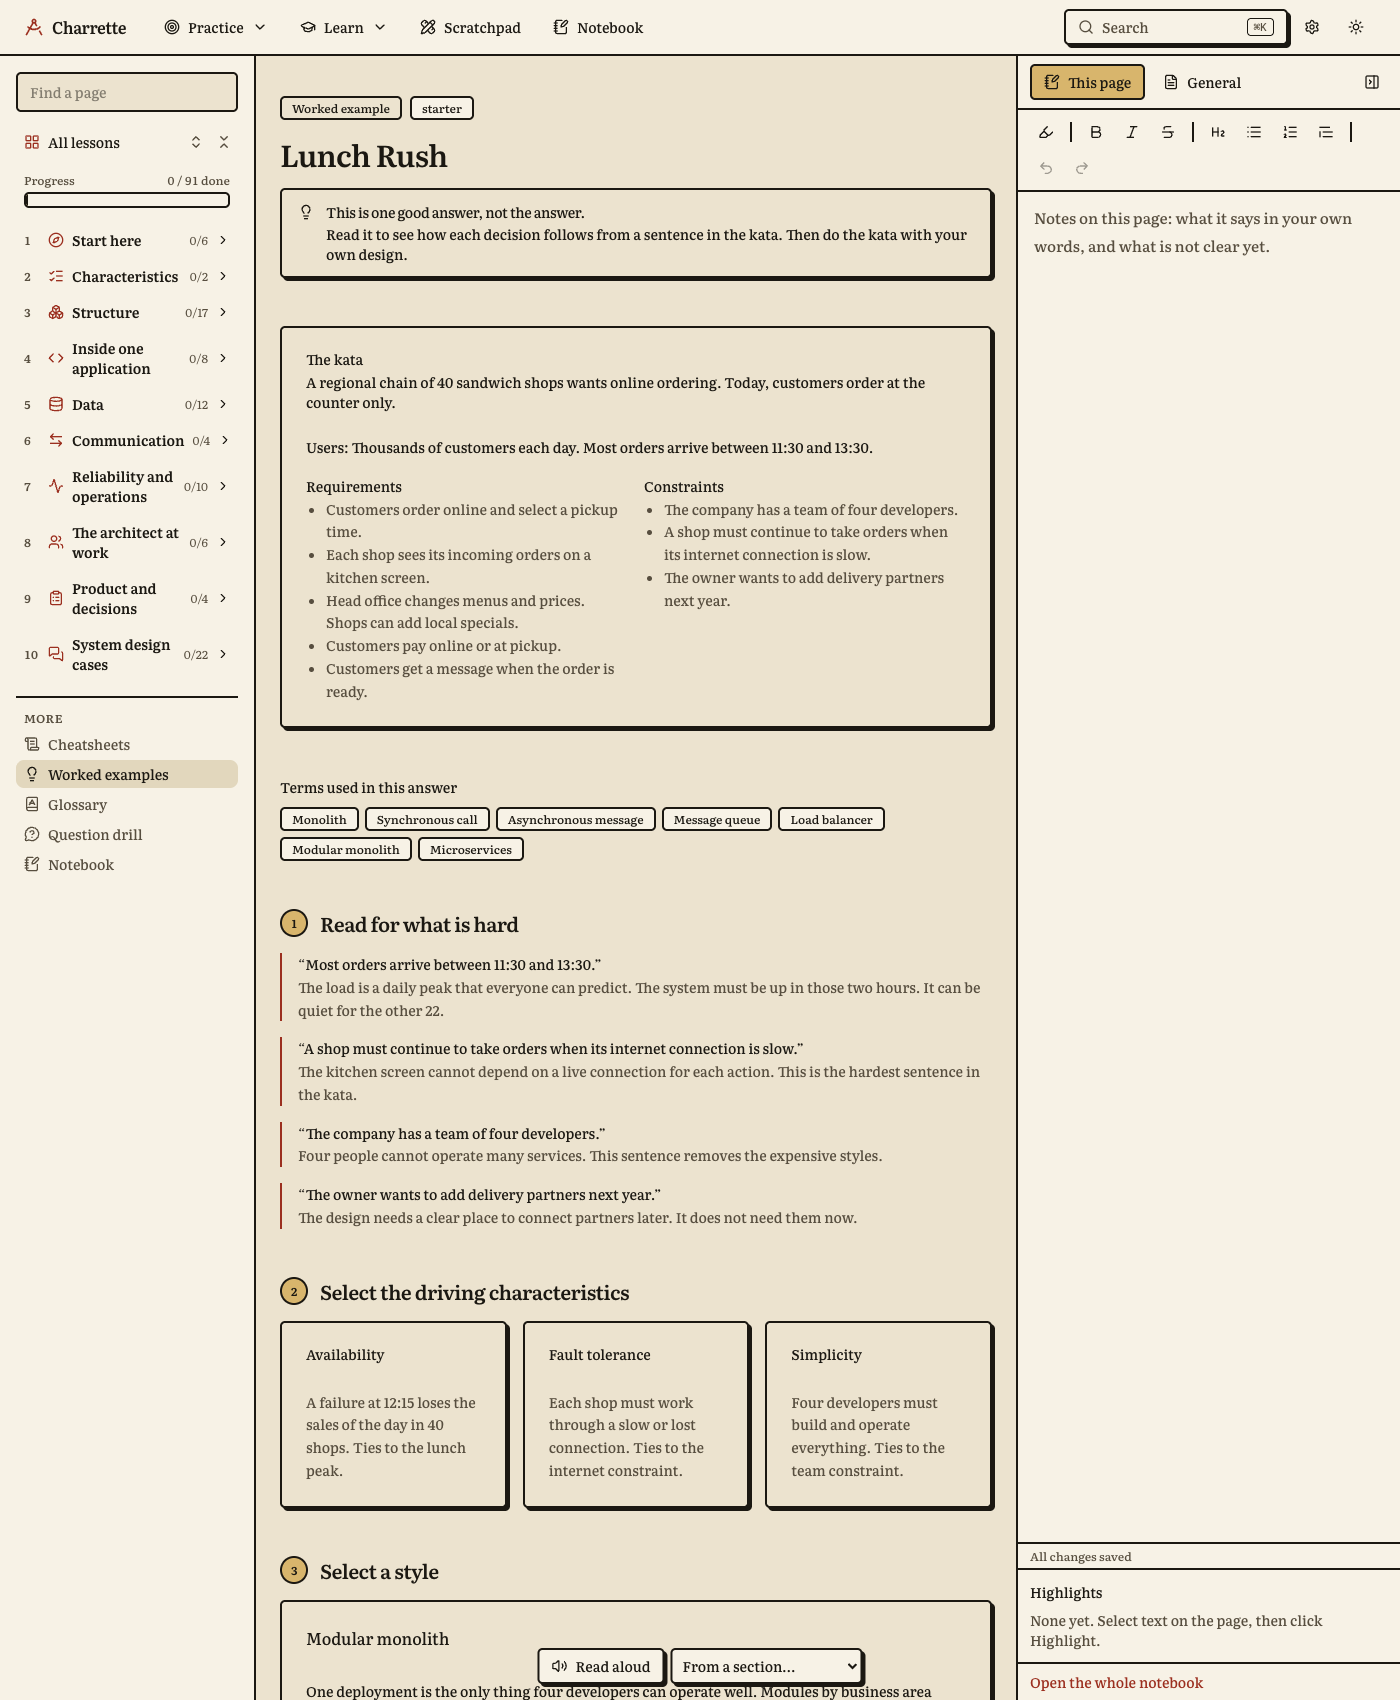 Charrette
Practice
Learn
Scratchpad
Notebook
Search
⌘K
Find a page
All lessons
Progress
0 / 91 done
1 Start here 0/6
2 Characteristics 0/2
3 Structure 0/17
4 Inside one
application 0/8
5 Data 0/12
6 Communication 0/4
7 Reliability and
operations 0/10
8 The architect at
work 0/6
9 Product and
decisions 0/4
10 System design
cases 0/22
MORE
Cheatsheets
Worked examples
Glossary
Question drill
Notebook
Worked example
starter
Lunch Rush
This is one good answer, not the answer.
Read it to see how each decision follows from a sentence in the kata. Then do the kata with your
own design.
The kata
A regional chain of 40 sandwich shops wants online ordering. Today, customers order at the
counter only.
Users: Thousands of customers each day. Most orders arrive between 11:30 and 13:30.
Requirements
• Customers order online and select a pickup
time.
• Each shop sees its incoming orders on a
kitchen screen.
• Head office changes menus and prices.
Shops can add local specials.
• Customers pay online or at pickup.
• Customers get a message when the order is
ready.
Constraints
• The company has a team of four developers.
• A shop must continue to take orders when
its internet connection is slow.
• The owner wants to add delivery partners
next year.
Terms used in this answer
Monolith
Synchronous call
Asynchronous message
Message queue
Load balancer
Modular monolith
Microservices
1 Read for what is hard
“Most orders arrive between 11:30 and 13:30.”
The load is a daily peak that everyone can predict. The system must be up in those two hours. It can be
quiet for the other 22.
“A shop must continue to take orders when its internet connection is slow.”
The kitchen screen cannot depend on a live connection for each action. This is the hardest sentence in
the kata.
“The company has a team of four developers.”
Four people cannot operate many services. This sentence removes the expensive styles.
“The owner wants to add delivery partners next year.”
The design needs a clear place to connect partners later. It does not need them now.
2 Select the driving characteristics
Availability
A failure at 12:15 loses the
sales of the day in 40
shops. Ties to the lunch
peak.
Fault tolerance
Each shop must work
through a slow or lost
connection. Ties to the
internet constraint.
Simplicity
Four developers must
build and operate
everything. Ties to the
team constraint.
3 Select a style
Modular monolith
One deployment is the only thing four developers can operate well. Modules by business area
Read aloud
From a section...
This page
General
B
I
S
H2
Notes on this page: what it says in your own
words, and what is not clear yet.
All changes saved
Highlights
None yet. Select text on the page, then click
Highlight.
Open the whole notebook